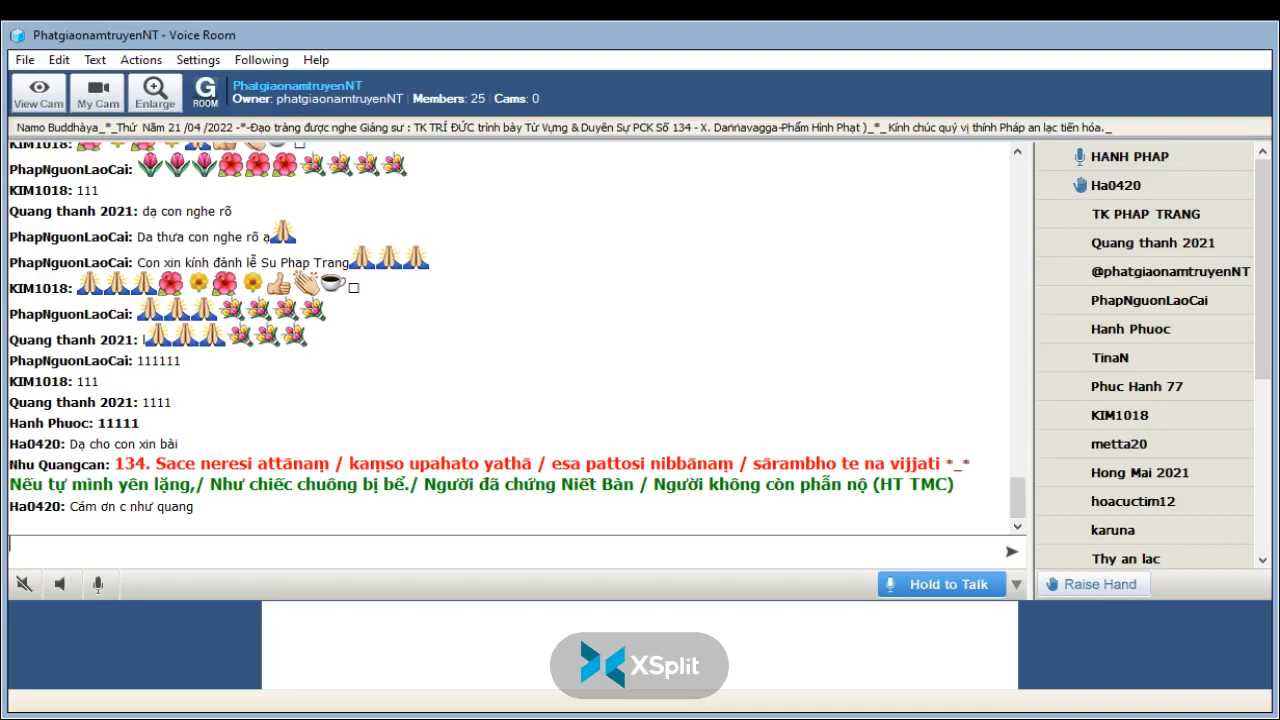 PhatgiaonamtruyenNT - Voice Room
File Edit Text Actions Settings Following Help
View Cam My Cam Enlarge G ROOM
PhatgiaonamtruyenNT
Owner: phatgiaonamtruyenNT | Members: 25 | Cams: 0
Namo Buddhàya_*_Thứ Năm 21 /04 /2022 -*-Đạo tràng được nghe Giảng sư : TK TRÍ ĐỨC trình bày Từ Vựng & Duyên Sự PCK Số 134 - X. Daṇṇavagga-Phẩm Hình Phạt )_*_ Kính chúc quý vị thính Pháp an lạc tiến hóa._
KIM1018:
PhapNguonLaoCai:
KIM1018: 111
Quang thanh 2021: dạ con nghe rõ
PhapNguonLaoCai: Da thưa con nghe rõ ạ
PhapNguonLaoCai: Con xin kính đảnh lễ Su Phap Trang
KIM1018:
PhapNguonLaoCai:
Quang thanh 2021: l
PhapNguonLaoCai: 111111
KIM1018: 111
Quang thanh 2021: 1111
Hanh Phuoc: 11111
Ha0420: Dạ cho con xin bài
Nhu Quangcan: 134. Sace neresi attānaṃ / kaṃso upahato yathā / esa pattosi nibbānaṃ / sārambho te na vijjati *_*
Nếu tự mình yên lặng,/ Như chiếc chuông bị bể./ Người đã chứng Niết Bàn / Người không còn phẫn nộ (HT TMC)
Ha0420: Cám ơn c như quang
HANH PHAP
Ha0420
TK PHAP TRANG
Quang thanh 2021
@phatgiaonamtruyenNT
PhapNguonLaoCai
Hanh Phuoc
TinaN
Phuc Hanh 77
KIM1018
metta20
Hong Mai 2021
hoacuctim12
karuna
Thy an lac
Hold to Talk
Raise Hand
XSplit